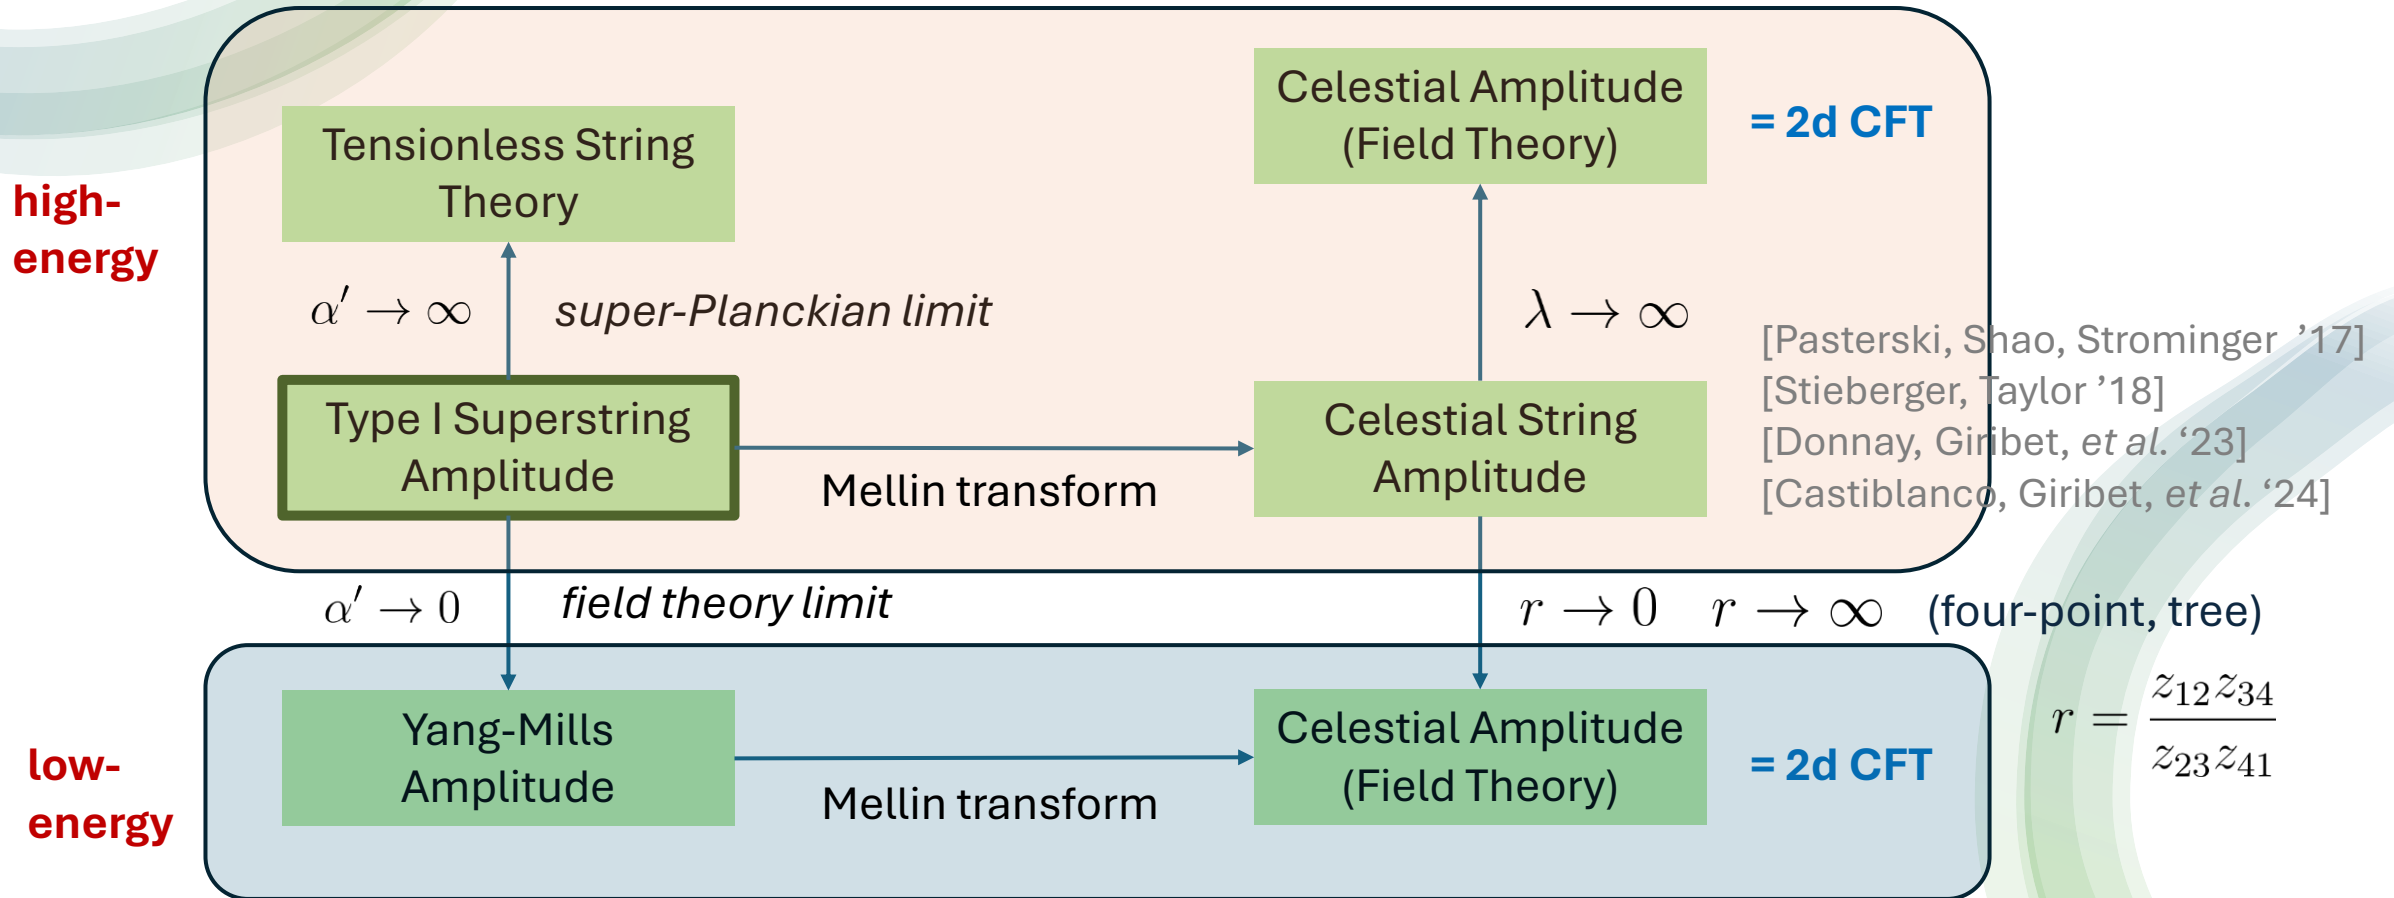 high-
energy
Tensionless String
Theory
Celestial Amplitude
(Field Theory)
= 2d CFT
α′ → ∞
super-Planckian limit
λ → ∞
Type I Superstring
Amplitude
Mellin transform
Celestial String
Amplitude
[Pasterski, Shao, Strominger ’17]
[Stieberger, Taylor ’18]
[Donnay, Giribet, et al. ‘23]
[Castiblanco, Giribet, et al. ‘24]
α′ → 0
field theory limit
r → 0 r → ∞ (four-point, tree)
low-
energy
Yang-Mills
Amplitude
Mellin transform
Celestial Amplitude
(Field Theory)
= 2d CFT
r = z₁₂z₃₄ / z₂₃z₄₁